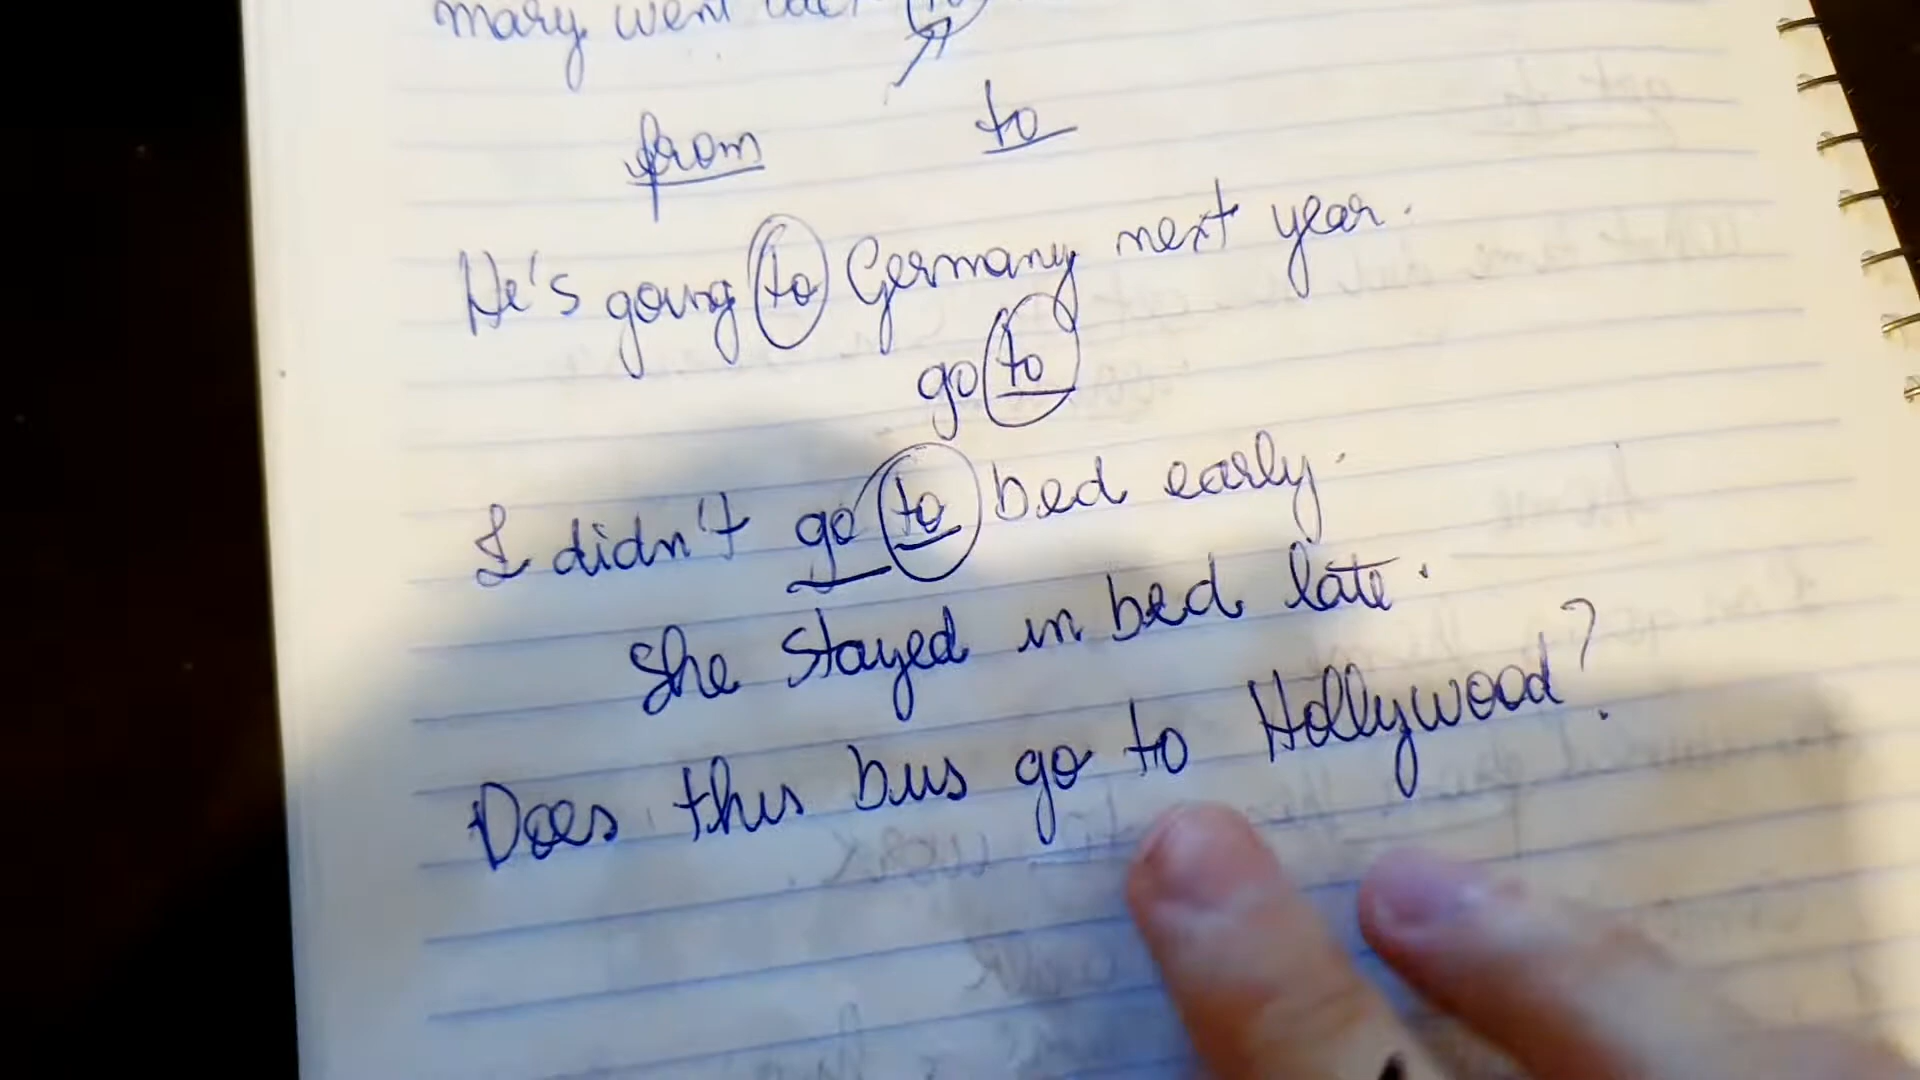 mary went
from to
He's going to Germany next year.
go to
I didn't go to bed early.
She stayed in bed late.
Does this bus go to Hollywood?